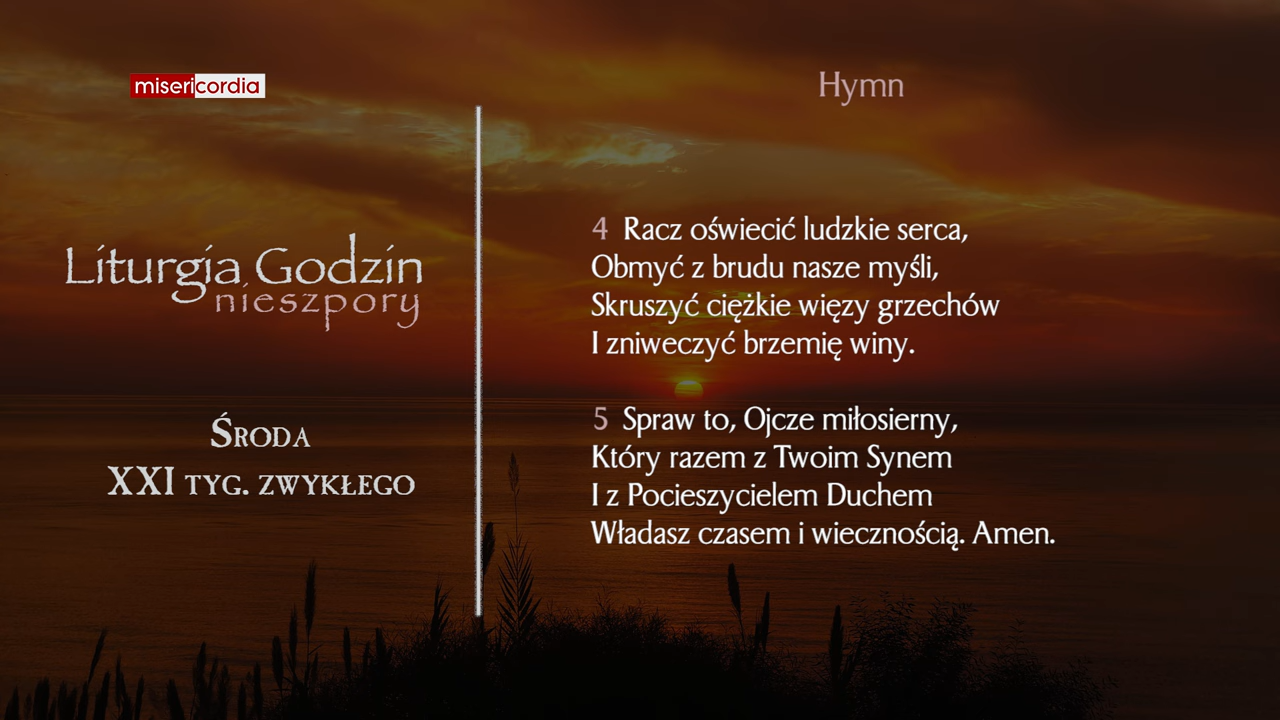 misericordia
Liturgia Godzin
nieszpory
Środa
XXI tyg. zwykłego
Hymn
4 Racz oświecić ludzkie serca,
Obmyć z brudu nasze myśli,
Skruszyć ciężkie więzy grzechów
I zniweczyć brzemię winy.
5 Spraw to, Ojcze miłosierny,
Który razem z Twoim Synem
I z Pocieszycielem Duchem
Władasz czasem i wiecznością. Amen.